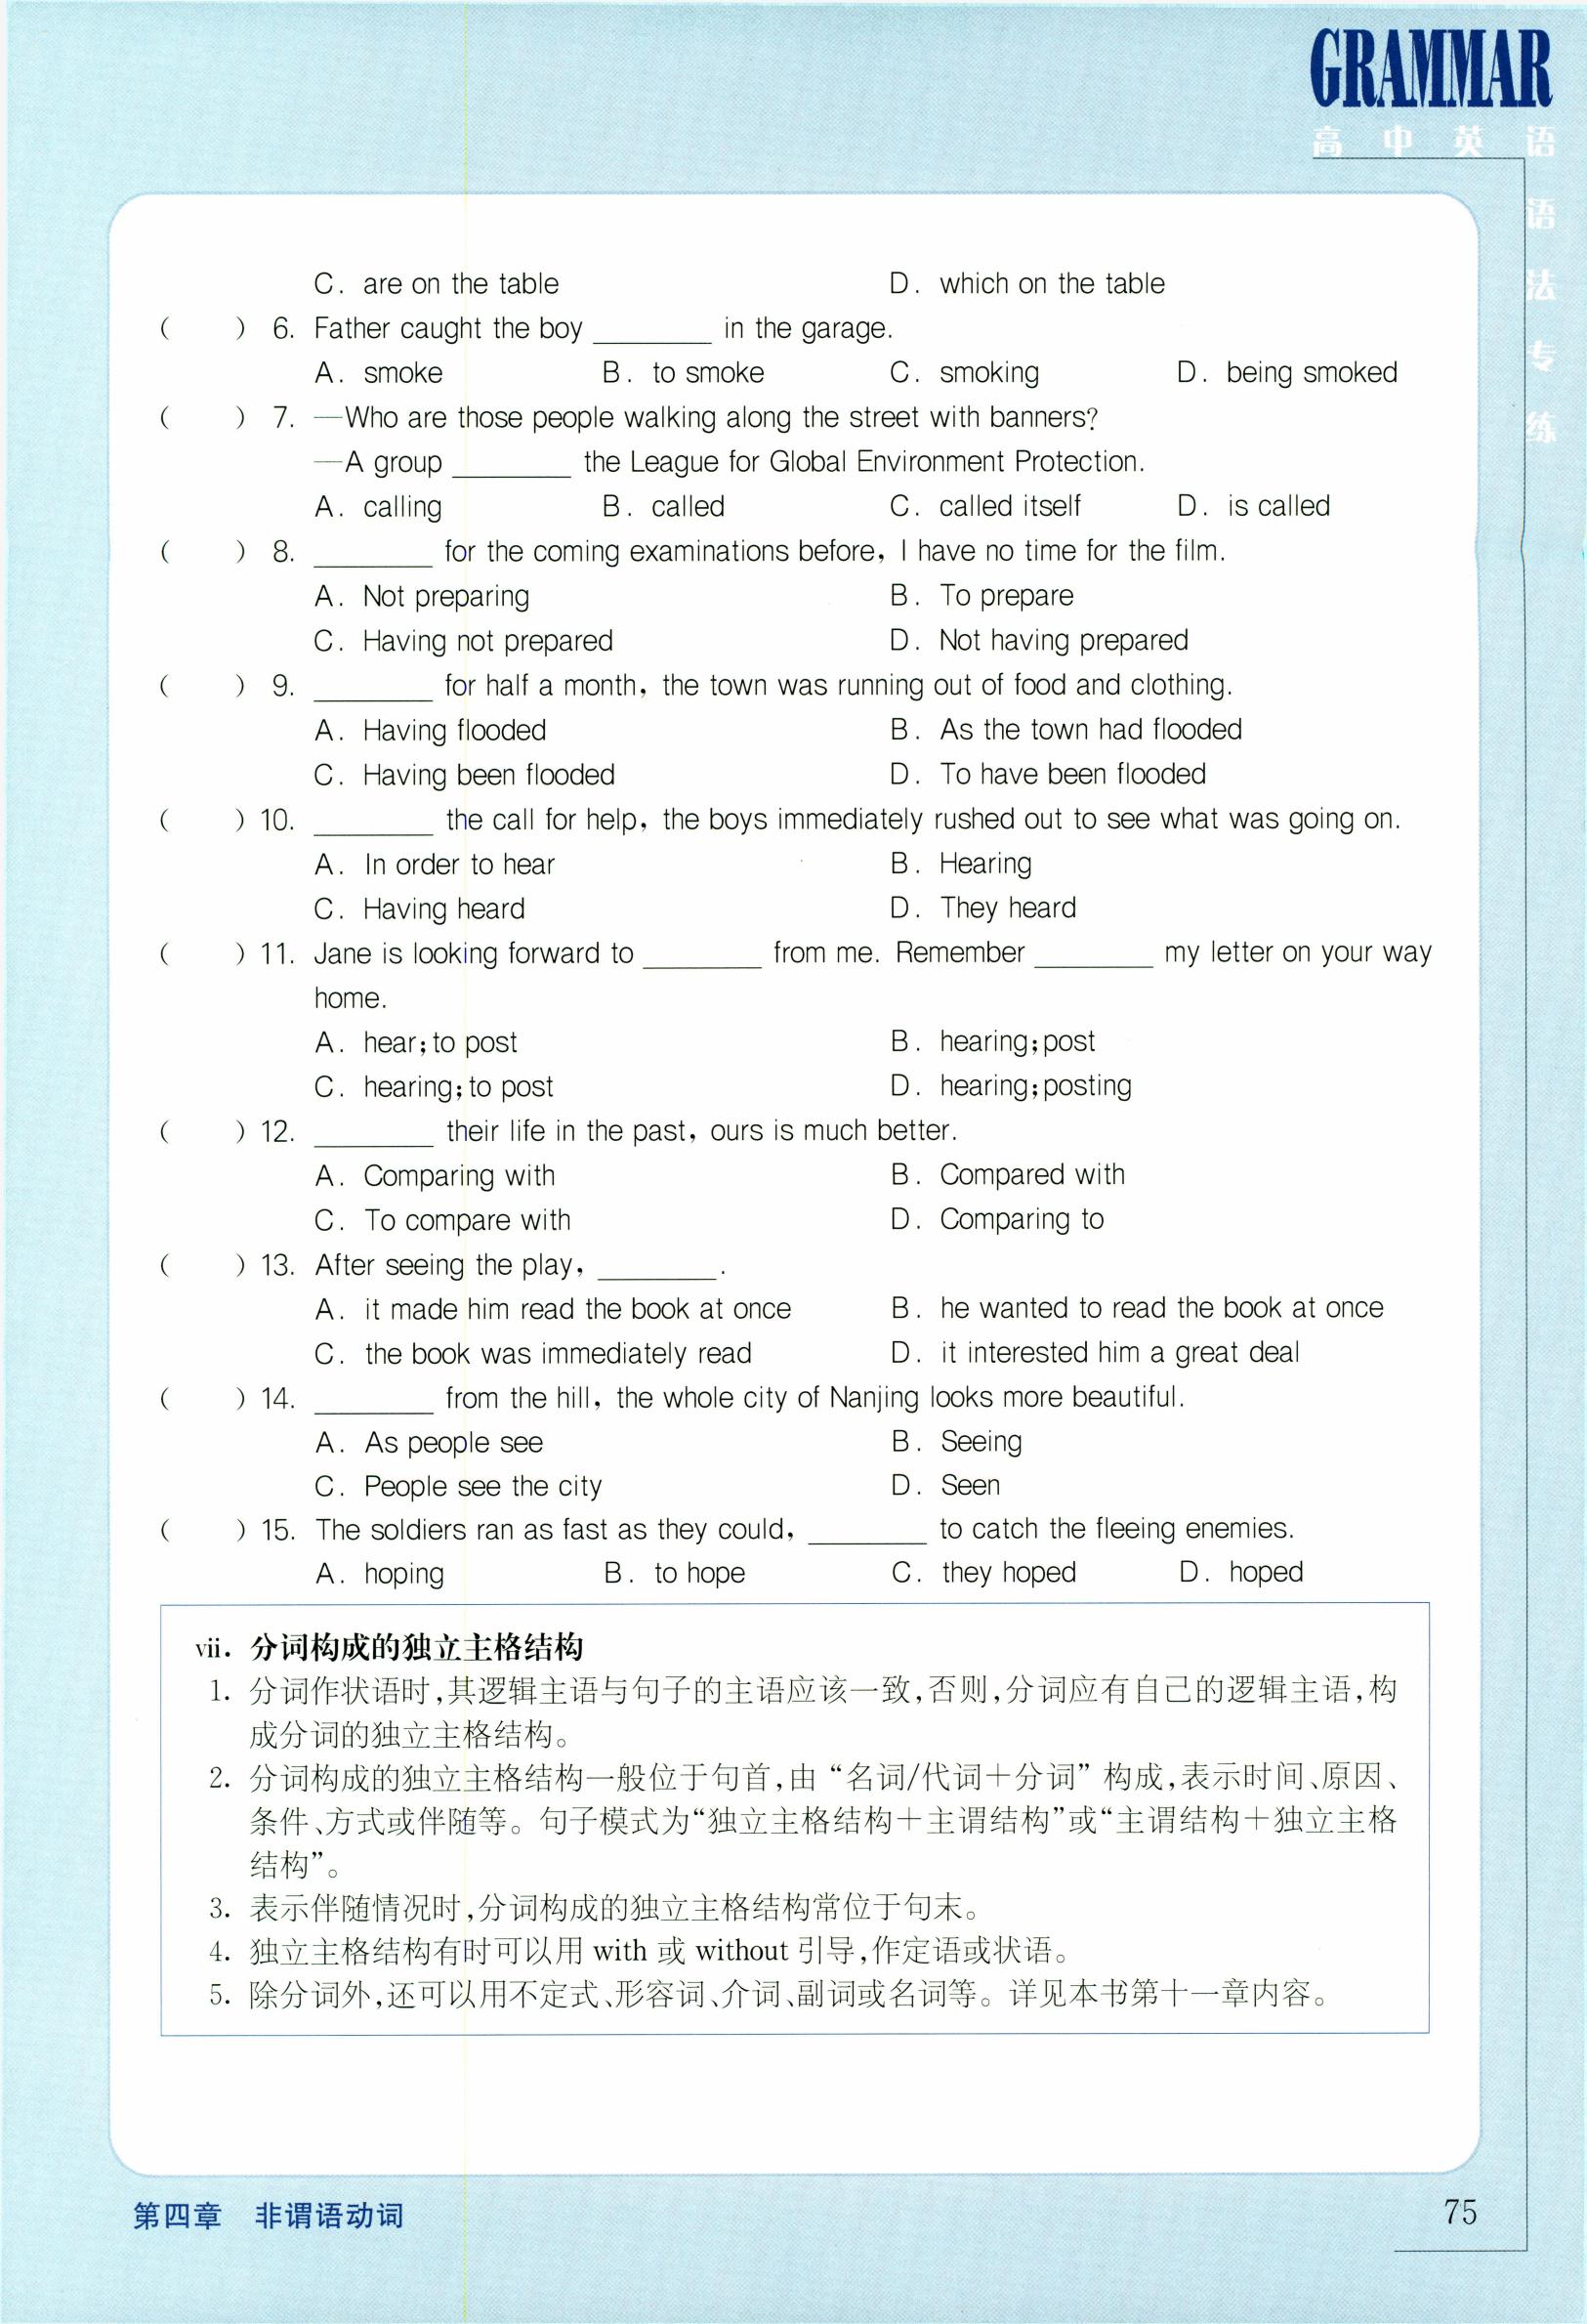 GRAMMAR
高中英语
语法专练
C. are on the table D. which on the table
( ) 6. Father caught the boy ________ in the garage.
A. smoke B. to smoke C. smoking D. being smoked
( ) 7. —Who are those people walking along the street with banners?
—A group ________ the League for Global Environment Protection.
A. calling B. called C. called itself D. is called
( ) 8. ________ for the coming examinations before, I have no time for the film.
A. Not preparing B. To prepare
C. Having not prepared D. Not having prepared
( ) 9. ________ for half a month, the town was running out of food and clothing.
A. Having flooded B. As the town had flooded
C. Having been flooded D. To have been flooded
( ) 10. ________ the call for help, the boys immediately rushed out to see what was going on.
A. In order to hear B. Hearing
C. Having heard D. They heard
( ) 11. Jane is looking forward to ________ from me. Remember ________ my letter on your way
home.
A. hear; to post B. hearing; post
C. hearing; to post D. hearing; posting
( ) 12. ________ their life in the past, ours is much better.
A. Comparing with B. Compared with
C. To compare with D. Comparing to
( ) 13. After seeing the play, ________.
A. it made him read the book at once B. he wanted to read the book at once
C. the book was immediately read D. it interested him a great deal
( ) 14. ________ from the hill, the whole city of Nanjing looks more beautiful.
A. As people see B. Seeing
C. People see the city D. Seen
( ) 15. The soldiers ran as fast as they could, ________ to catch the fleeing enemies.
A. hoping B. to hope C. they hoped D. hoped
vii. 分词构成的独立主格结构
1. 分词作状语时,其逻辑主语与句子的主语应该一致,否则,分词应有自己的逻辑主语,构
成分词的独立主格结构。
2. 分词构成的独立主格结构一般位于句首,由“名词/代词+分词”构成,表示时间、原因、
条件、方式或伴随等。句子模式为“独立主格结构+主谓结构”或“主谓结构+独立主格
结构”。
3. 表示伴随情况时,分词构成的独立主格结构常位于句末。
4. 独立主格结构有时可以用 with 或 without 引导,作定语或状语。
5. 除分词外,还可以用不定式、形容词、介词、副词或名词等。详见本书第十一章内容。
第四章 非谓语动词
75